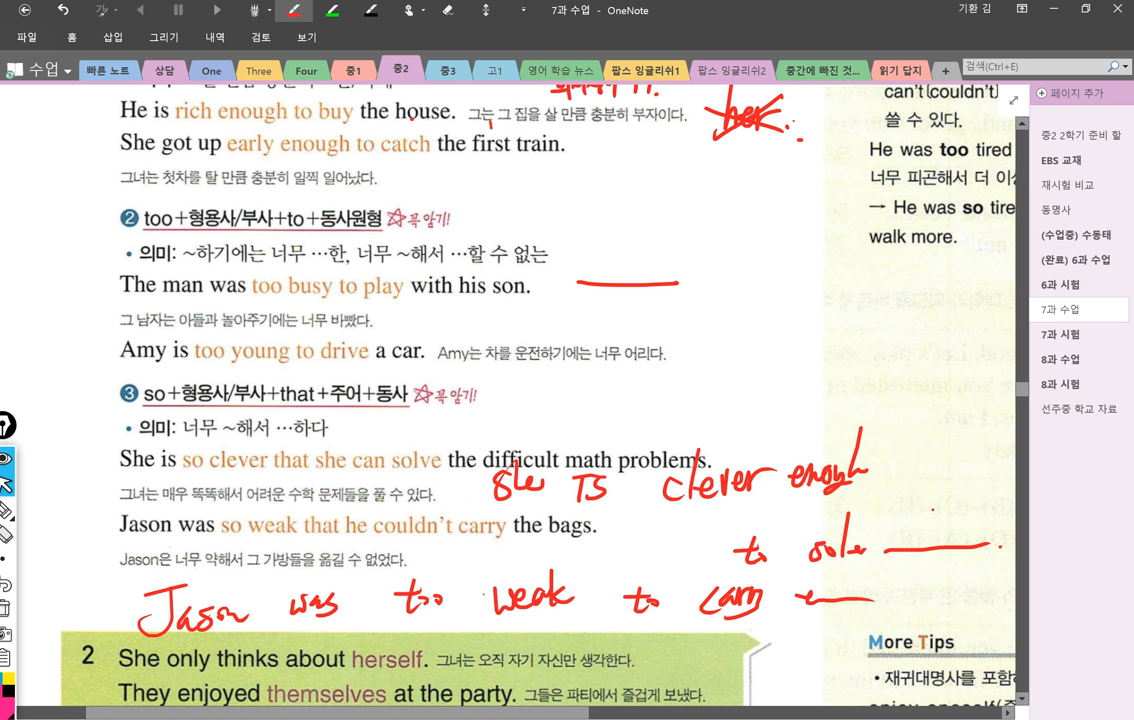 7과 수업 - OneNote
기환 김
파일 홈 삽입 그리기 내역 검토 보기
수업 빠른 노트 상담 One Three Four 중1 중2 중3 고1 영어 학습 뉴스 팝스 잉글리쉬1 팝스 잉글리쉬2 중간에 빠진 것... 읽기 답지 + 검색(Ctrl+E)
He is rich enough to buy the house. 그는 그 집을 살 만큼 충분히 부자이다.
She got up early enough to catch the first train.
그녀는 첫차를 탈 만큼 충분히 일찍 일어났다.
❷ too+형용사/부사+to+동사원형 ☆꼭 암기!
• 의미: ~하기에는 너무 …한, 너무 ~해서 …할 수 없는
The man was too busy to play with his son.
그 남자는 아들과 놀아주기에는 너무 바빴다.
Amy is too young to drive a car. Amy는 차를 운전하기에는 너무 어리다.
❸ so+형용사/부사+that+주어+동사 ☆꼭 암기!
• 의미: 너무 ~해서 …하다
She is so clever that she can solve the difficult math problems.
She is clever enough
그녀는 매우 똑똑해서 어려운 수학 문제들을 풀 수 있다.
Jason was so weak that he couldn't carry the bags.
to solve
Jason은 너무 약해서 그 가방들을 옮길 수 없었다.
Jason was too weak to carry
2 She only thinks about herself. 그녀는 오직 자기 자신만 생각한다.
They enjoyed themselves at the party. 그들은 파티에서 즐겁게 보냈다.
her
can't(couldn't)
쓸 수 있다.
He was too tired
너무 피곤해서 더 이상
→ He was so tire
walk more.
More Tips
• 재귀대명사를 포함하
페이지 추가
중2 2학기 준비 할
EBS 교재
재시험 비교
동명사
(수업중) 수동태
(완료) 6과 수업
6과 시험
7과 수업
7과 시험
8과 수업
8과 시험
선주중 학교 자료